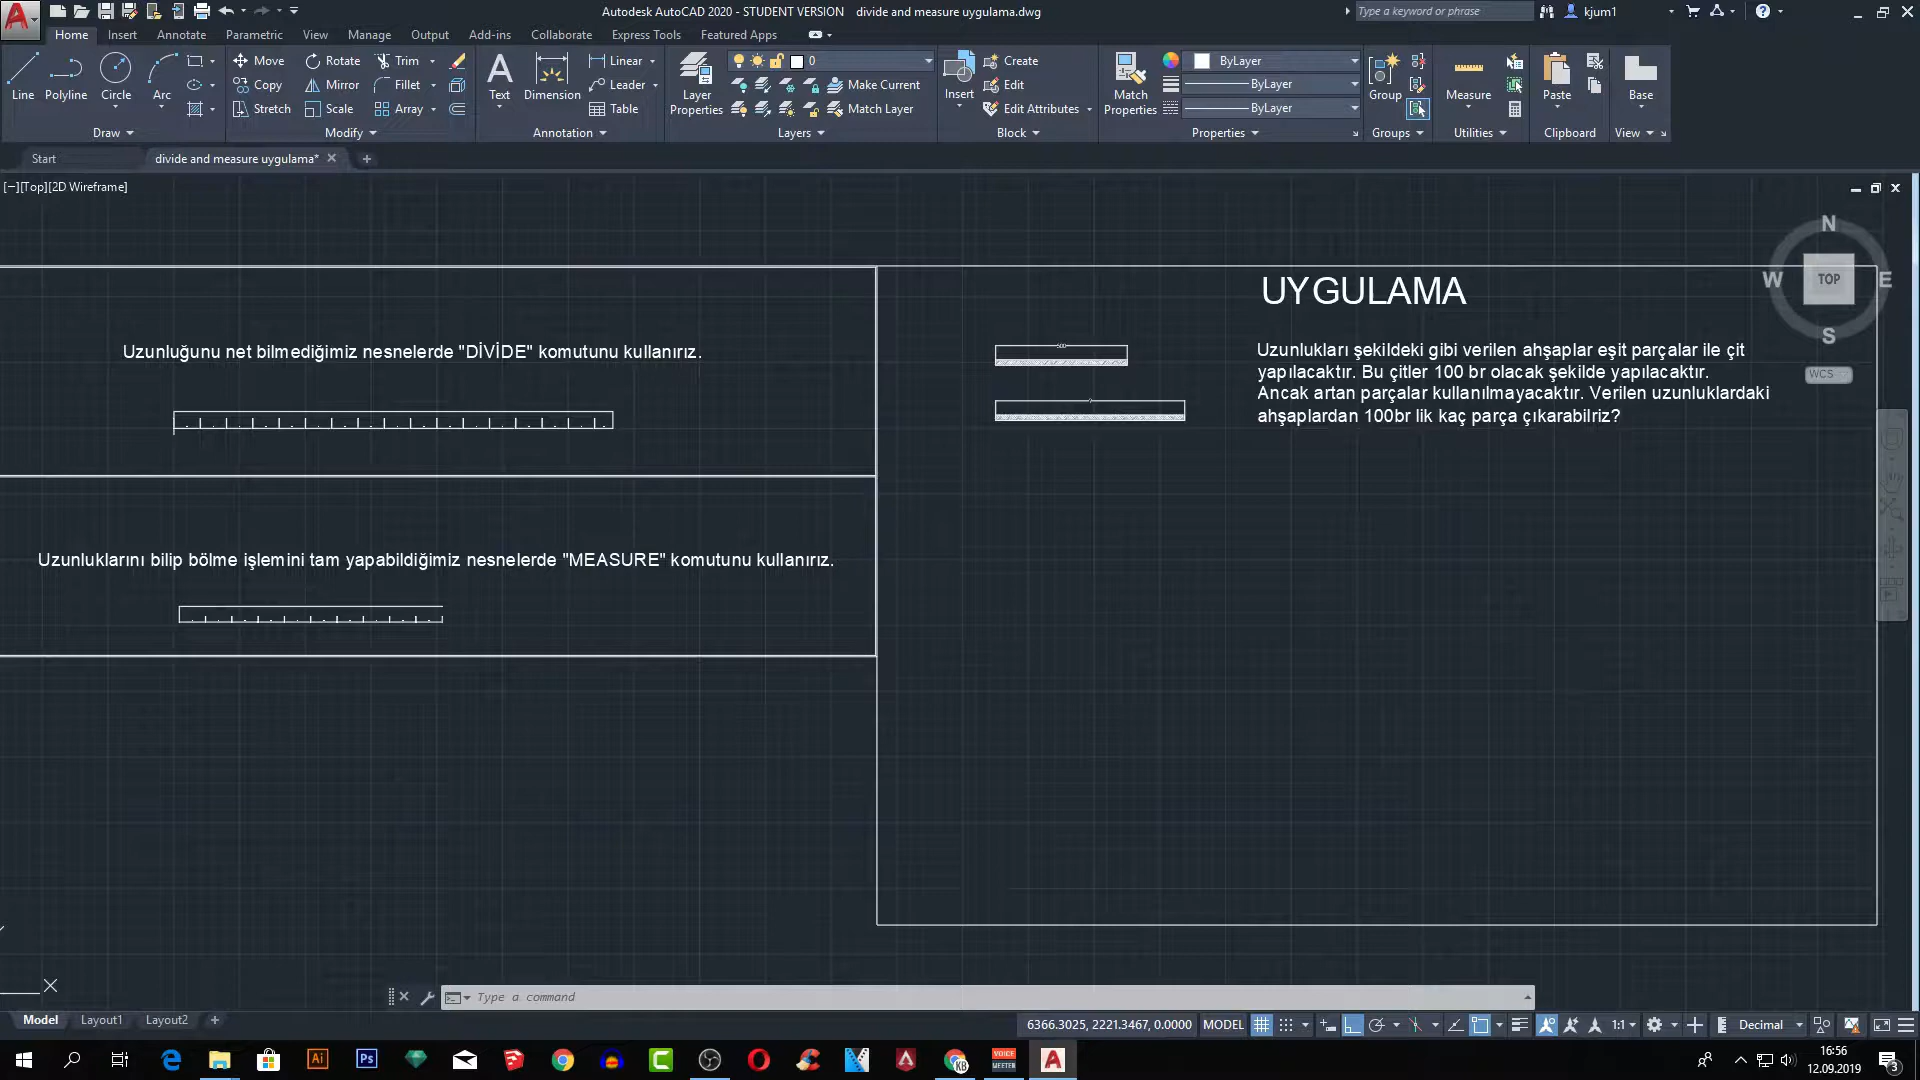 Autodesk AutoCAD 2020 - STUDENT VERSION divide and measure uygulama.dwg
Type a keyword or phrase
kjum1
Home Insert Annotate Parametric View Manage Output Add-ins Collaborate Express Tools Featured Apps
Line Polyline Circle Arc
Move Rotate Trim
Copy Mirror Fillet
Stretch Scale Array
Text Dimension
Linear
Leader
Table
Layer Properties
0
Make Current
Match Layer
Insert
Create
Edit
Edit Attributes
Match Properties
ByLayer
ByLayer
ByLayer
Group
Measure
Paste
Base
Draw Modify Annotation Layers Block Properties Groups Utilities Clipboard View
Start divide and measure uygulama*
[−][Top][2D Wireframe]
N
W TOP E
S
WCS
UYGULAMA
Uzunluğunu net bilmediğimiz nesnelerde "DİVİDE" komutunu kullanırız.
Uzunlukları şekildeki gibi verilen ahşaplar eşit parçalar ile çit
yapılacaktır. Bu çitler 100 br olacak şekilde yapılacaktır.
Ancak artan parçalar kullanılmayacaktır. Verilen uzunluklardaki
ahşaplardan 100br lik kaç parça çıkarabilriz?
Uzunluklarını bilip bölme işlemini tam yapabildiğimiz nesnelerde "MEASURE" komutunu kullanırız.
X
Type a command
Model Layout1 Layout2
6366.3025, 2221.3467, 0.0000 MODEL 1:1 Decimal
Ai Ps KB VOICE MEETER
16:56
12.09.2019
3